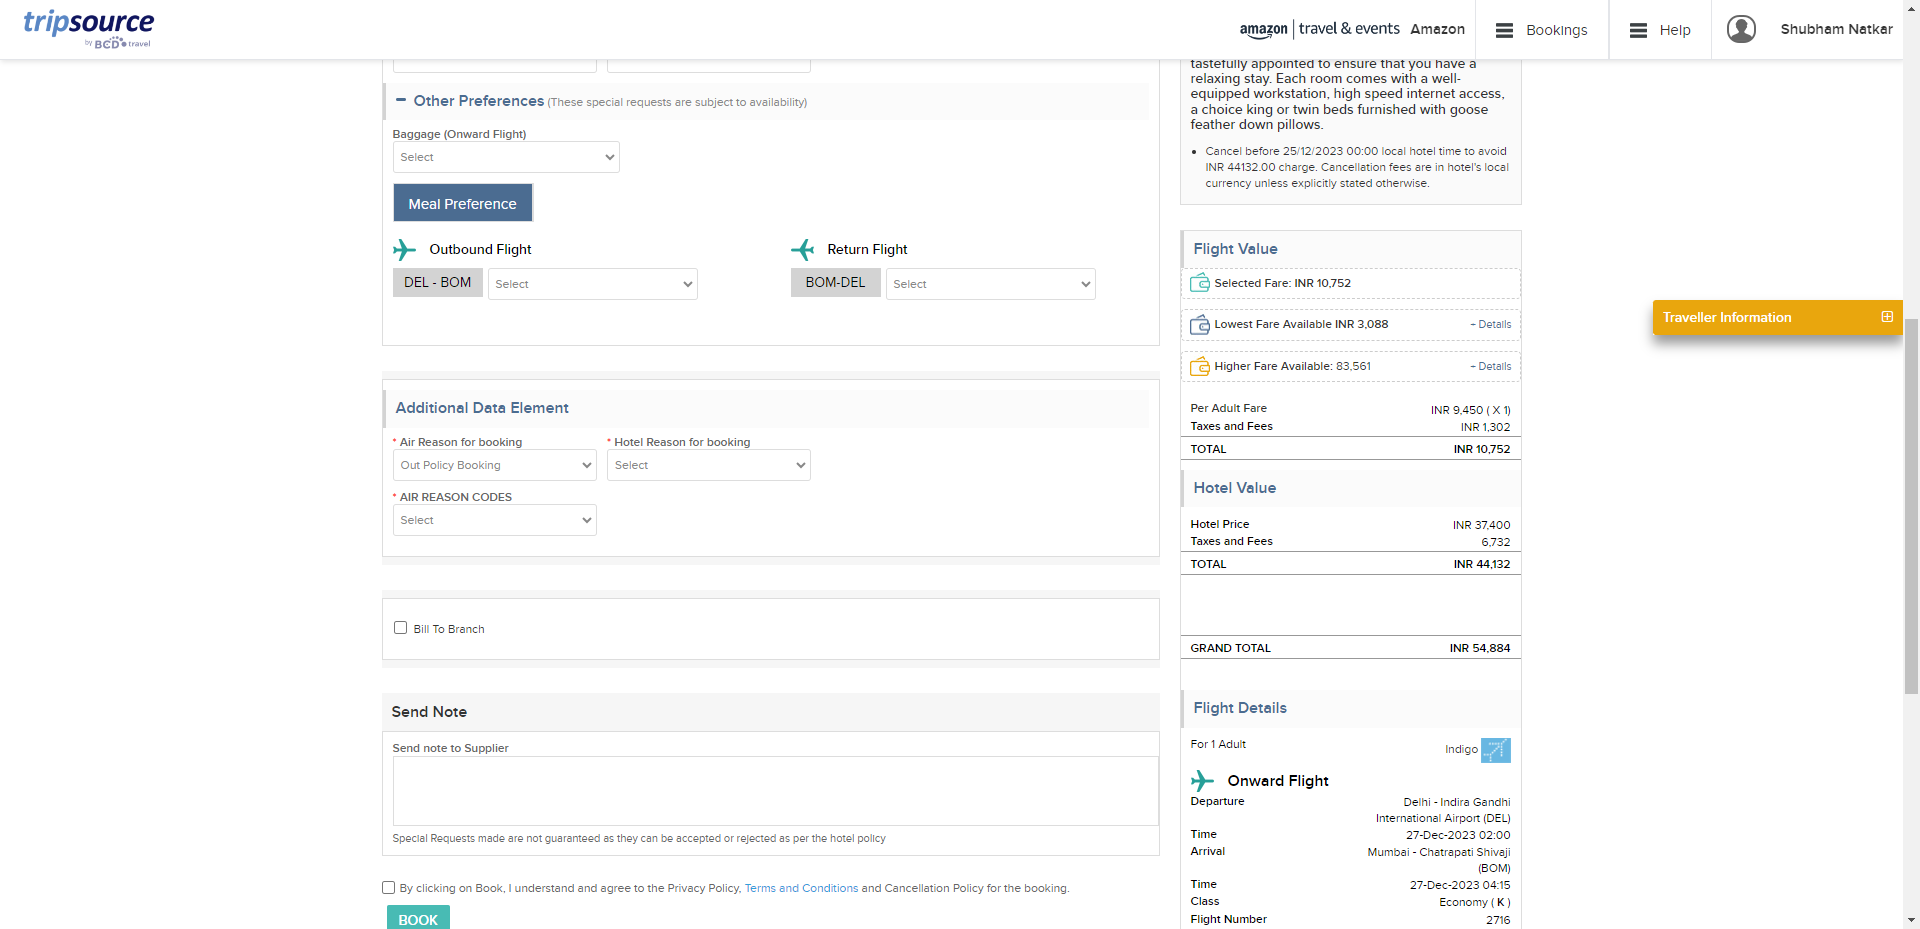 tripsource
by BCD travel
amazon | travel & events Amazon
Bookings
Help
Shubham Natkar
Other Preferences (These special requests are subject to availability)
Baggage (Onward Flight)
Select
Meal Preference
Outbound Flight
Return Flight
DEL - BOM
Select
BOM-DEL
Select
Additional Data Element
* Air Reason for booking
* Hotel Reason for booking
Out Policy Booking
Select
* AIR REASON CODES
Select
Bill To Branch
Send Note
Send note to Supplier
Special Requests made are not guaranteed as they can be accepted or rejected as per the hotel policy
By clicking on Book, I understand and agree to the Privacy Policy, Terms and Conditions and Cancellation Policy for the booking.
BOOK
tastefully appointed to ensure that you have a
relaxing stay. Each room comes with a well-
equipped workstation, high speed internet access,
a choice king or twin beds furnished with goose
feather down pillows.
• Cancel before 25/12/2023 00:00 local hotel time to avoid
INR 44132.00 charge. Cancellation fees are in hotel's local
currency unless explicitly stated otherwise.
Flight Value
Selected Fare: INR 10,752
Lowest Fare Available INR 3,088 + Details
Higher Fare Available: 83,561 + Details
Per Adult Fare INR 9,450 ( X 1)
Taxes and Fees INR 1,302
TOTAL INR 10,752
Hotel Value
Hotel Price INR 37,400
Taxes and Fees 6,732
TOTAL INR 44,132
GRAND TOTAL INR 54,884
Flight Details
For 1 Adult Indigo
Onward Flight
Departure Delhi - Indira Gandhi
International Airport (DEL)
Time 27-Dec-2023 02:00
Arrival Mumbai - Chatrapati Shivaji
(BOM)
Time 27-Dec-2023 04:15
Class Economy ( K )
Flight Number 2716
Traveller Information